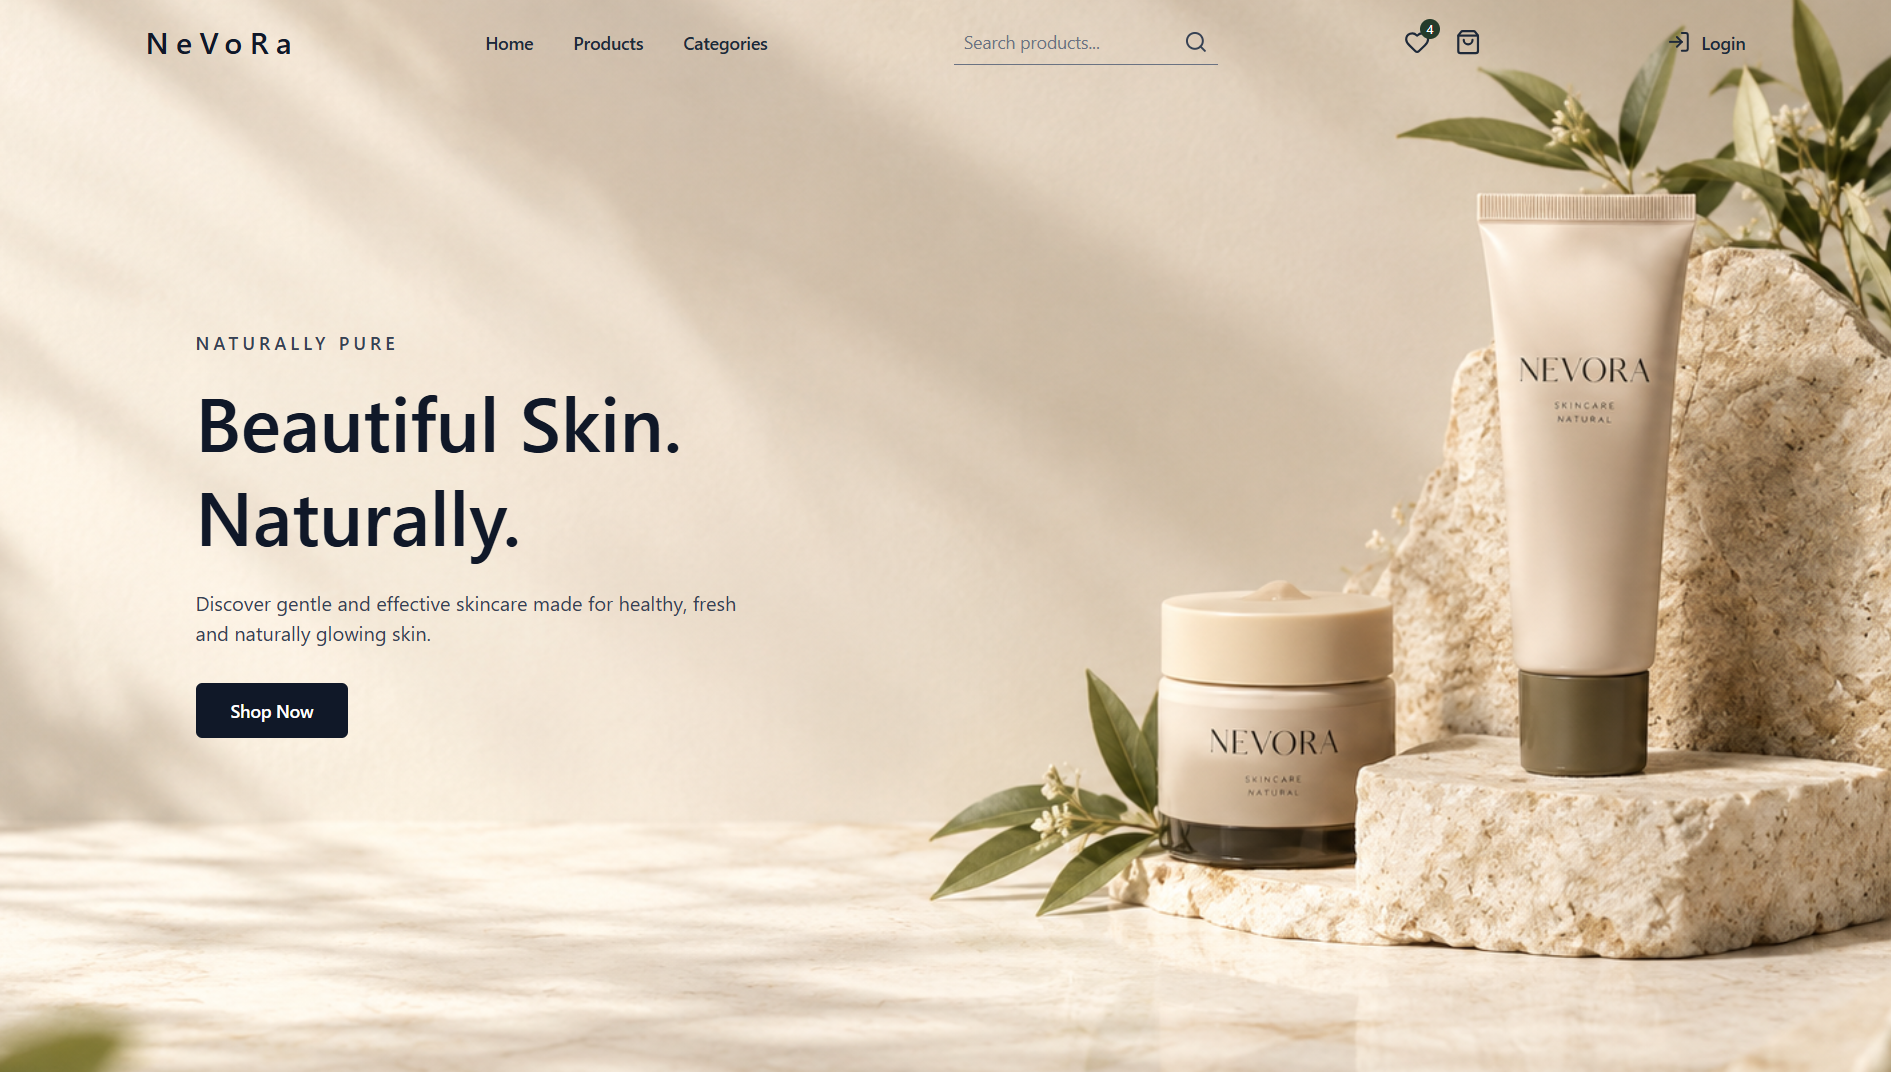 NeVoRa
Home
Products
Categories
Search products...
4
Login
NATURALLY PURE
Beautiful Skin.
Naturally.
Discover gentle and effective skincare made for healthy, fresh
and naturally glowing skin.
Shop Now
NEVORA
SKINCARE
NATURAL
NEVORA
SKINCARE
NATURAL